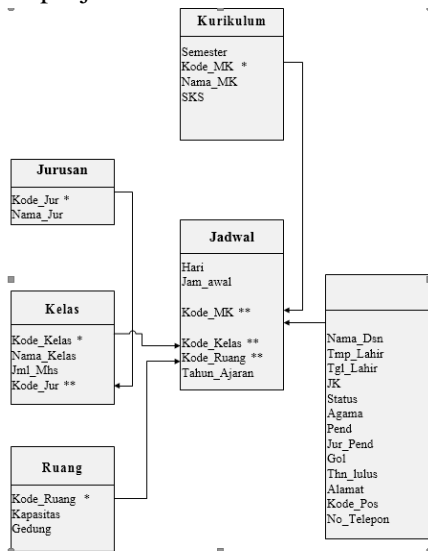 Kurikulum
Semester
Kode_MK *
Nama_MK
SKS
Jurusan
Kode_Jur *
Nama_Jur
Jadwal
Hari
Jam_awal
Kode_MK **
Kode_Kelas **
Kode_Ruang **
Tahun_Ajaran
Kelas
Kode_Kelas *
Nama_Kelas
Jml_Mhs
Kode_Jur **
Nama_Dsn
Tmp_Lahir
Tgl_Lahir
JK
Status
Agama
Pend
Jur_Pend
Gol
Thn_lulus
Alamat
Kode_Pos
No_Telepon
Ruang
Kode_Ruang *
Kapasitas
Gedung